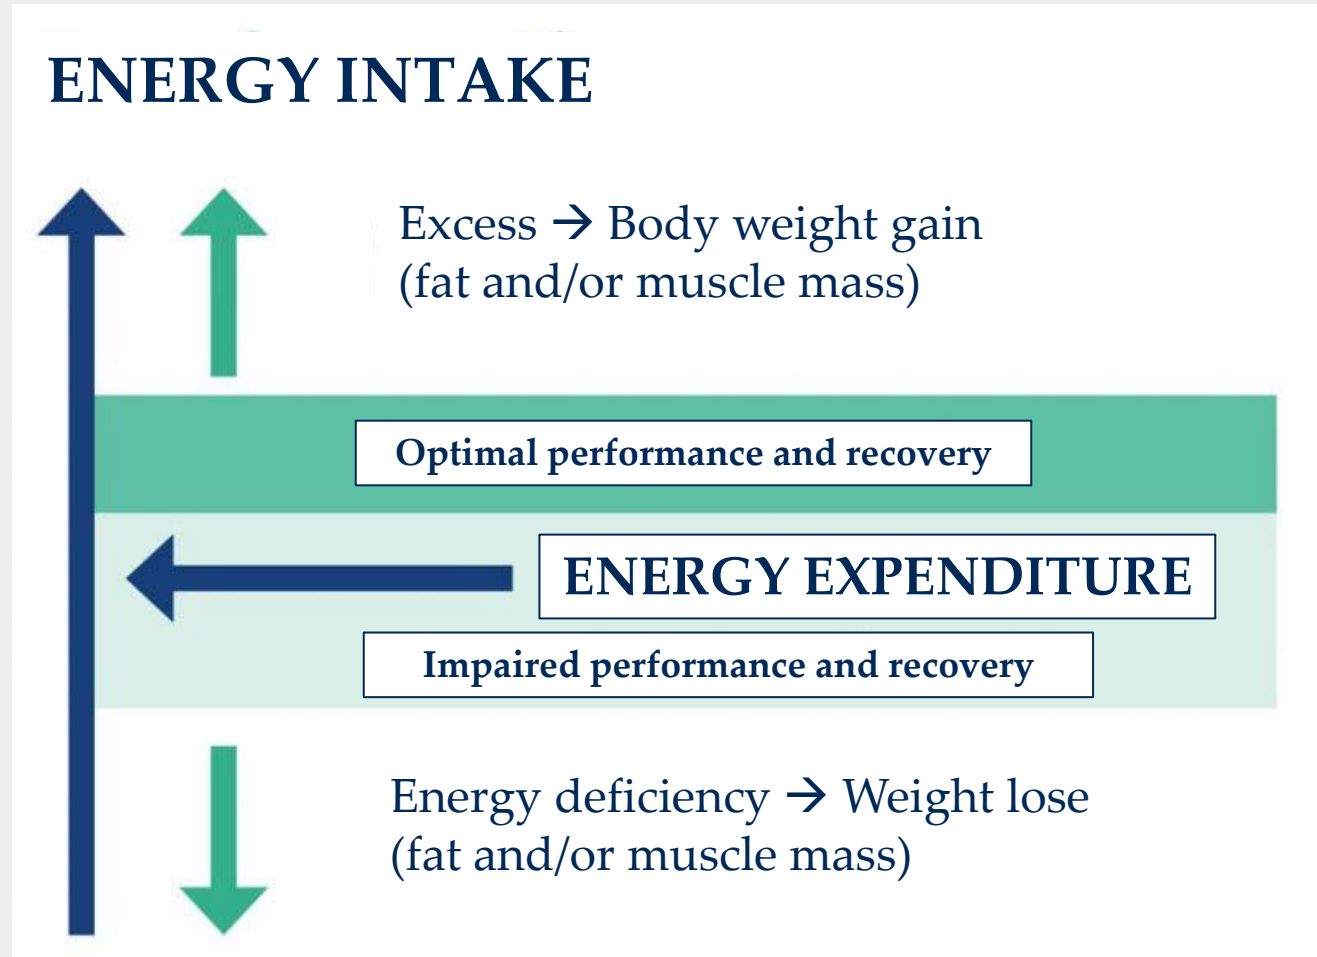 ENERGY INTAKE
Excess → Body weight gain
(fat and/or muscle mass)
Optimal performance and recovery
ENERGY EXPENDITURE
Impaired performance and recovery
Energy deficiency → Weight lose
(fat and/or muscle mass)